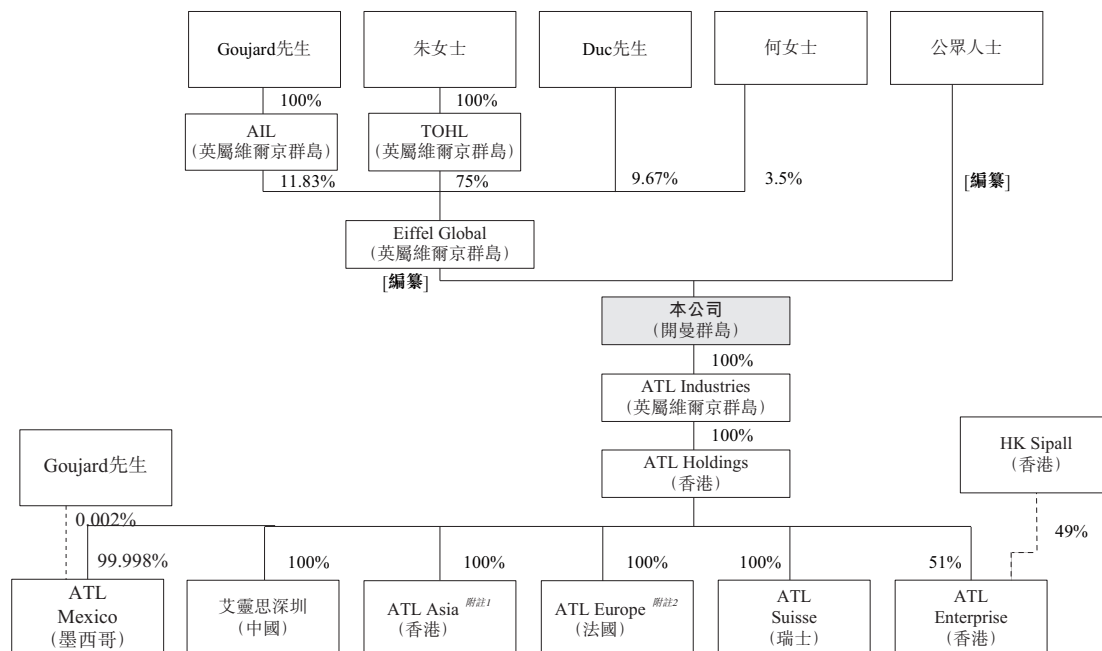 Goujard先生
朱女士
Duc先生
何女士
公眾人士
100%
100%
AIL
(英屬維爾京群島)
TOHL
(英屬維爾京群島)
11.83%
75%
9.67%
3.5%
[編纂]
Eiffel Global
(英屬維爾京群島)
[編纂]
本公司
(開曼群島)
100%
ATL Industries
(英屬維爾京群島)
100%
Goujard先生
ATL Holdings
(香港)
HK Sipall
(香港)
0.002%
99.998%
100%
100%
100%
100%
51%
49%
ATL
Mexico
(墨西哥)
艾靈思深圳
(中國)
ATL Asia 附註1
(香港)
ATL Europe 附註2
(法國)
ATL
Suisse
(瑞士)
ATL
Enterprise
(香港)